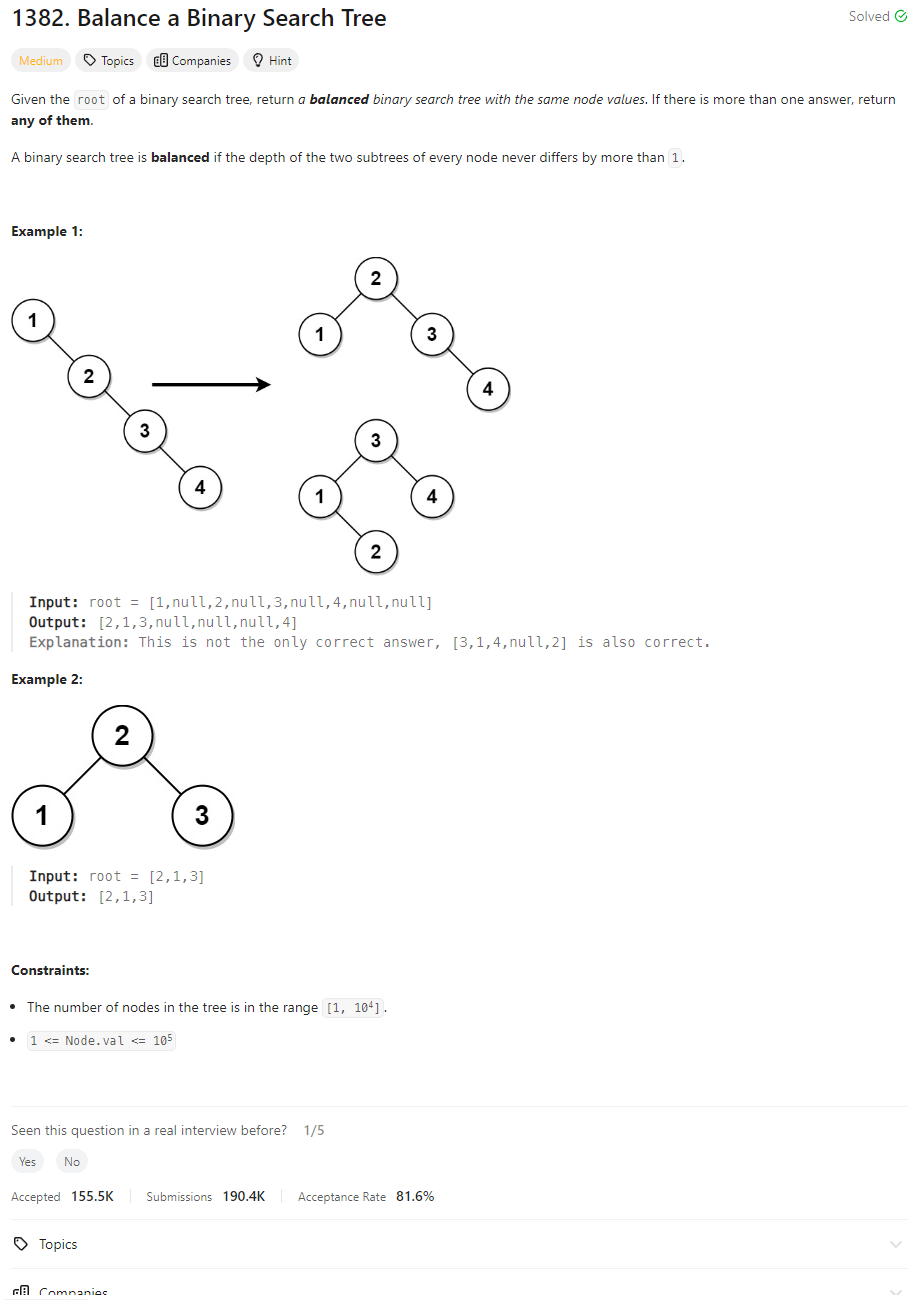 1382. Balance a Binary Search Tree
Solved
Medium Topics Companies Hint
Given the root of a binary search tree, return a balanced binary search tree with the same node values. If there is more than one answer, return
any of them.
A binary search tree is balanced if the depth of the two subtrees of every node never differs by more than 1.
Example 1:
1
2
3
4
2
1
3
4
3
1
4
2
Input: root = [1,null,2,null,3,null,4,null,null]
Output: [2,1,3,null,null,null,4]
Explanation: This is not the only correct answer, [3,1,4,null,2] is also correct.
Example 2:
2
1
3
Input: root = [2,1,3]
Output: [2,1,3]
Constraints:
• The number of nodes in the tree is in the range [1, 10⁴].
• 1 <= Node.val <= 10⁵
Seen this question in a real interview before? 1/5
Yes No
Accepted 155.5K Submissions 190.4K Acceptance Rate 81.6%
Topics
Companies